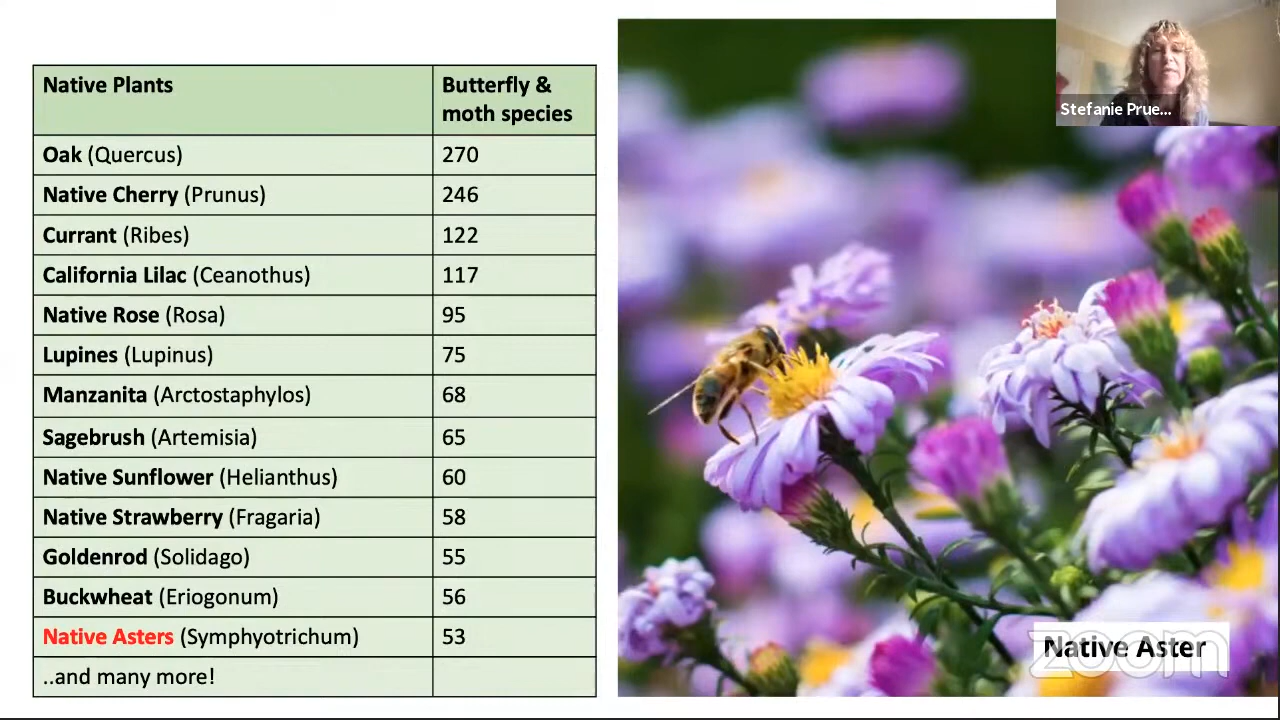 Native Plants
Butterfly &
moth species
Oak (Quercus) 270
Native Cherry (Prunus) 246
Currant (Ribes) 122
California Lilac (Ceanothus) 117
Native Rose (Rosa) 95
Lupines (Lupinus) 75
Manzanita (Arctostaphylos) 68
Sagebrush (Artemisia) 65
Native Sunflower (Helianthus) 60
Native Strawberry (Fragaria) 58
Goldenrod (Solidago) 55
Buckwheat (Eriogonum) 56
Native Asters (Symphyotrichum) 53
..and many more!
Stefanie Prue...
Native Aster
zoom